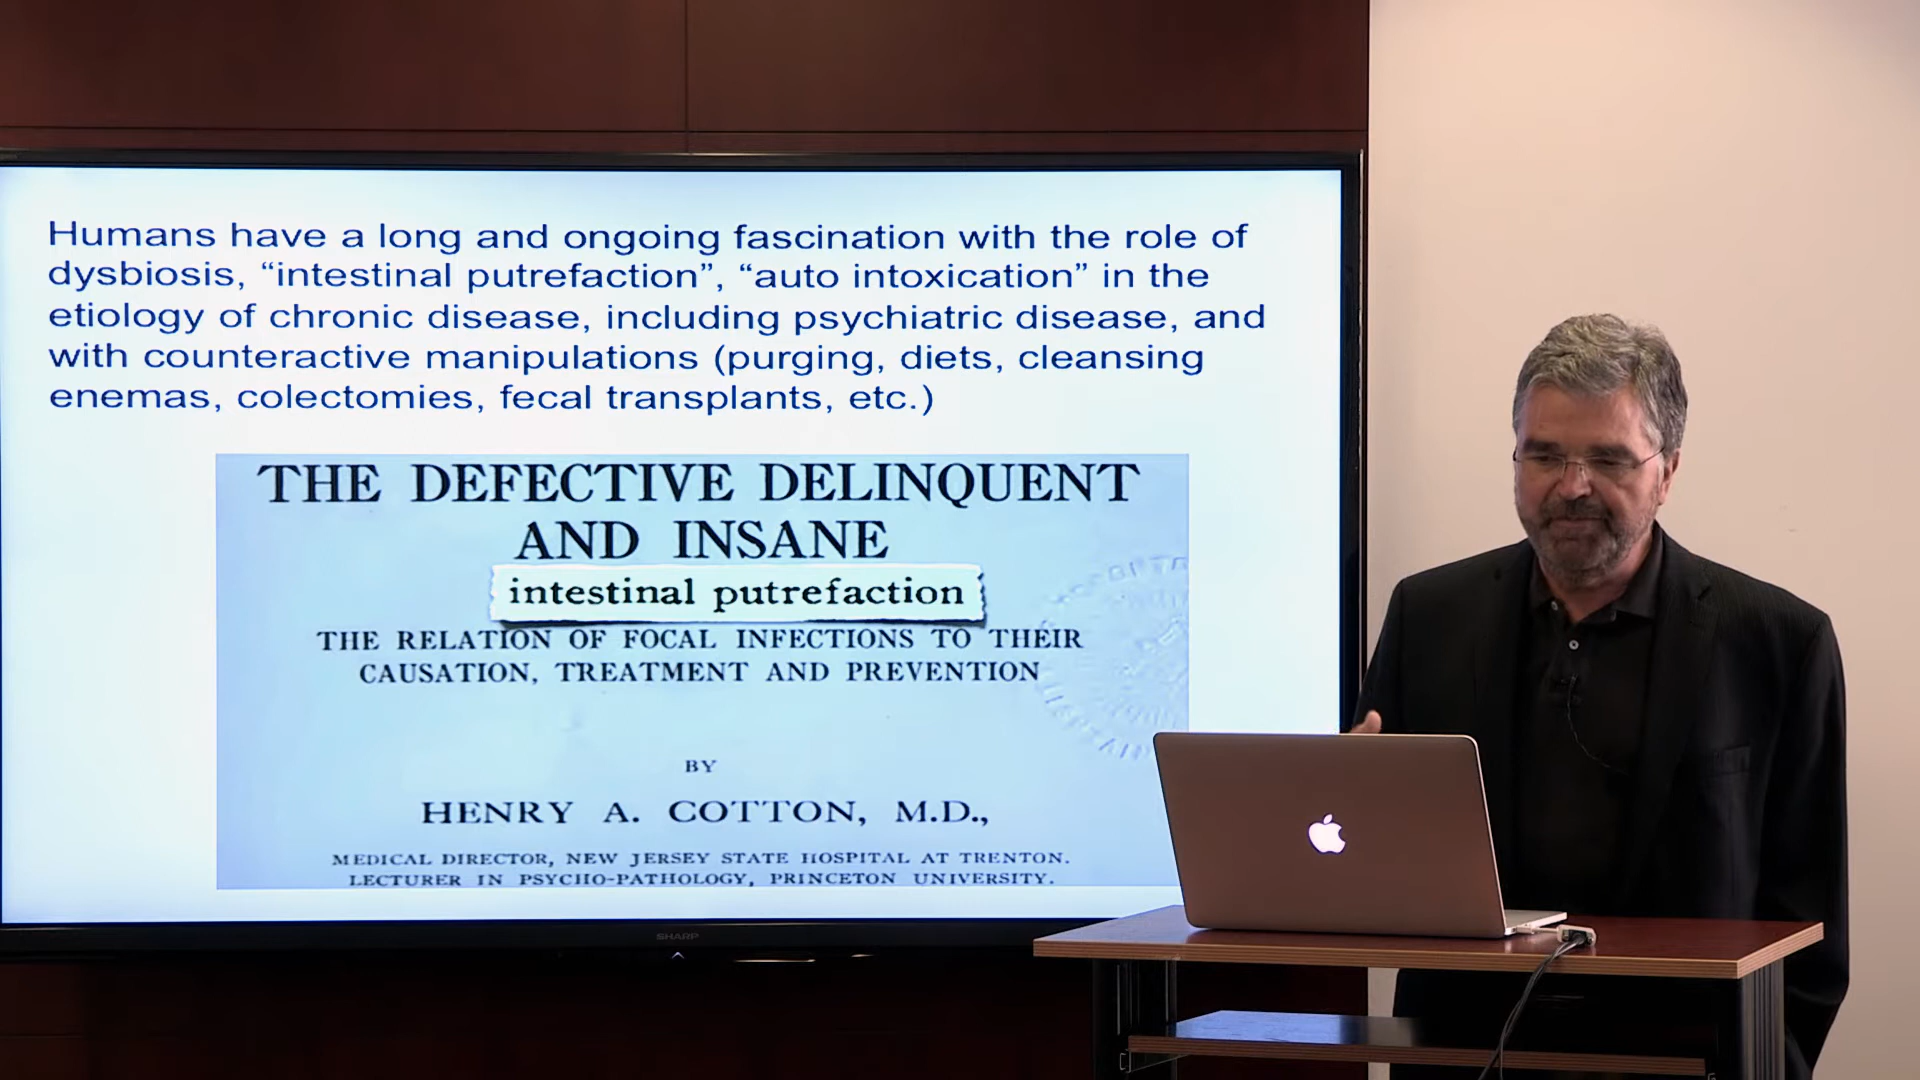 Humans have a long and ongoing fascination with the role of
dysbiosis, “intestinal putrefaction”, “auto intoxication” in the
etiology of chronic disease, including psychiatric disease, and
with counteractive manipulations (purging, diets, cleansing
enemas, colectomies, fecal transplants, etc.)
THE DEFECTIVE DELINQUENT
AND INSANE
intestinal putrefaction
THE RELATION OF FOCAL INFECTIONS TO THEIR
CAUSATION, TREATMENT AND PREVENTION
BY
HENRY A. COTTON, M.D.,
MEDICAL DIRECTOR, NEW JERSEY STATE HOSPITAL AT TRENTON.
LECTURER IN PSYCHO-PATHOLOGY, PRINCETON UNIVERSITY.
SHARP